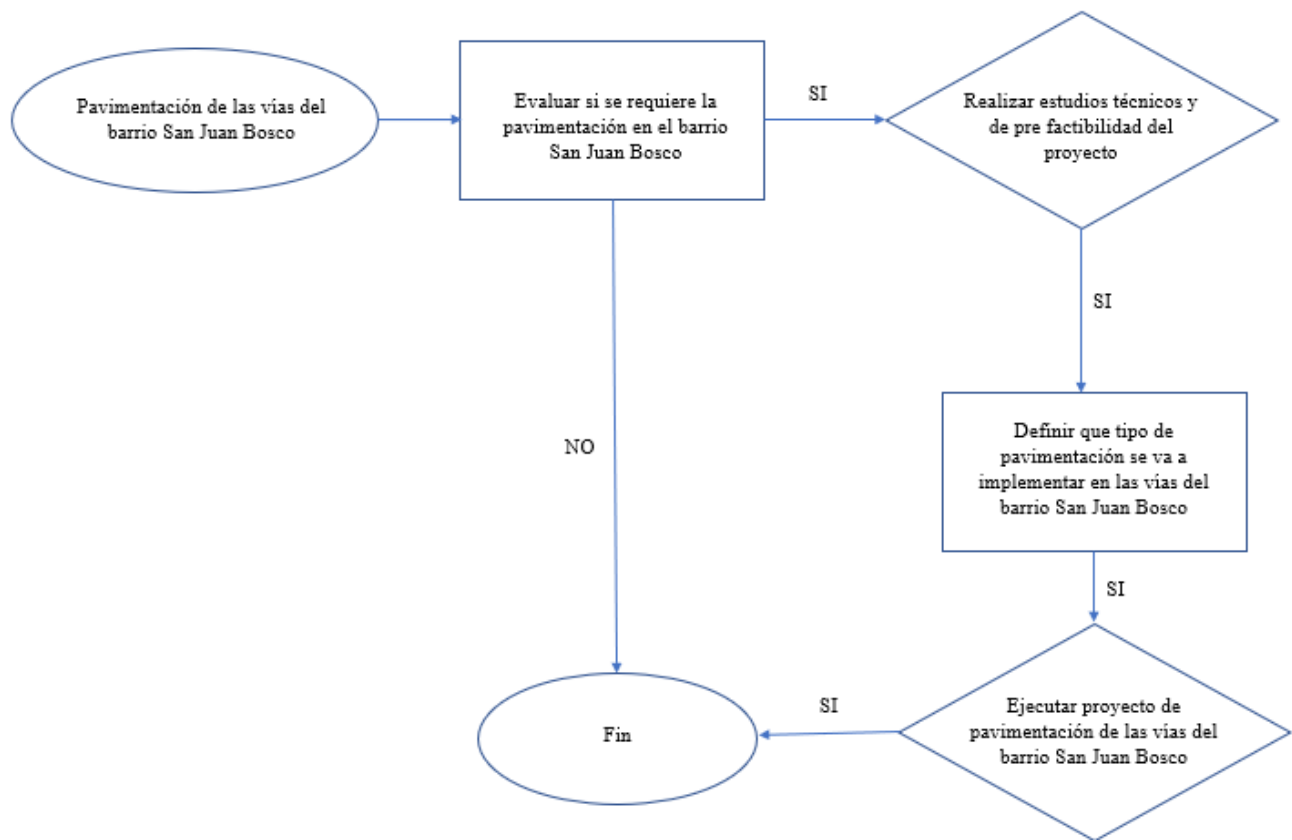 Pavimentación de las vías del
barrio San Juan Bosco
Evaluar si se requiere la
pavimentación en el barrio
San Juan Bosco
SI
Realizar estudios técnicos y
de pre factibilidad del
proyecto
SI
NO
Definir que tipo de
pavimentación se va a
implementar en las vías del
barrio San Juan Bosco
SI
Ejecutar proyecto de
pavimentación de las vías del
barrio San Juan Bosco
SI
Fin